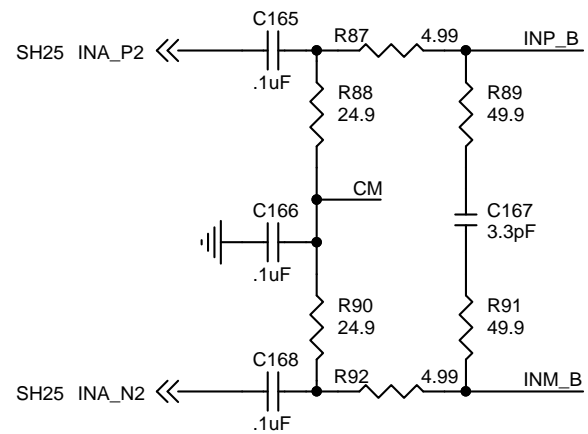 C165
R87
4.99
INP_B
SH25 INA_P2
.1uF
R88
24.9
R89
49.9
CM
C166
.1uF
C167
3.3pF
R90
24.9
R91
49.9
C168
R92
4.99
INM_B
SH25 INA_N2
.1uF